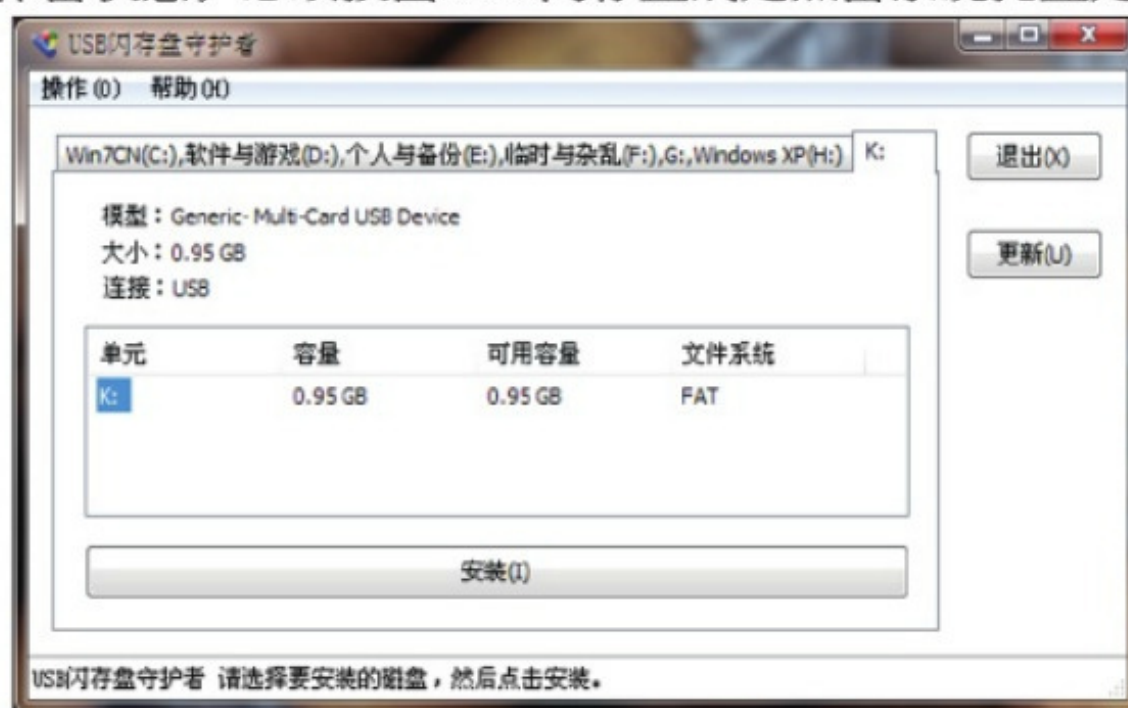 USB闪存盘守护者
操作(O) 帮助(H)
Win7CN(C:),软件与游戏(D:),个人与备份(E:),临时与杂乱(F:),G:,Windows XP(H:) K:
退出(X)
模型：Generic- Multi-Card USB Device
大小：0.95 GB
更新(U)
连接：USB
单元 容量 可用容量 文件系统
K: 0.95 GB 0.95 GB FAT
安装(I)
USB闪存盘守护者 请选择要安装的磁盘，然后点击安装。